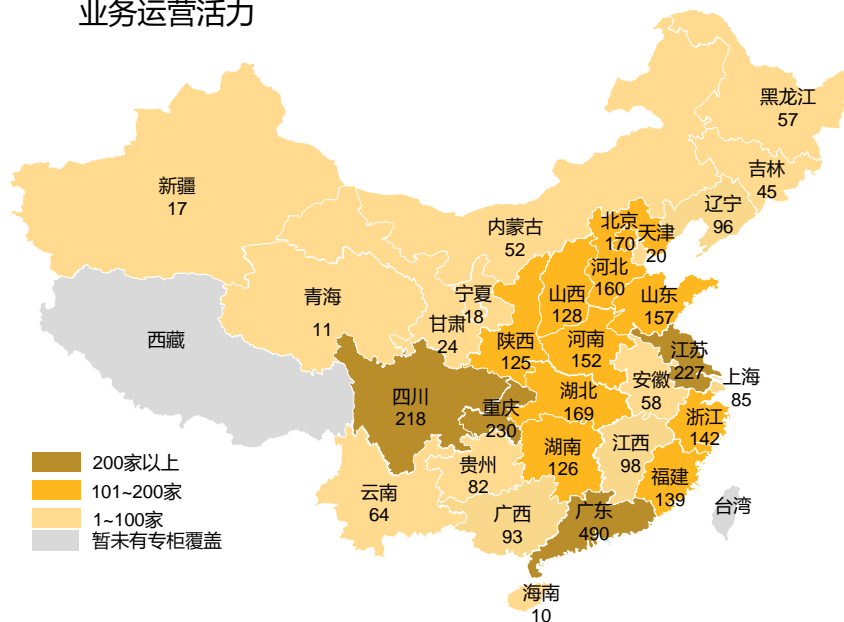 业务运营活力
黑龙江
57
吉林
45
新疆
17
辽宁
96
北京
170
内蒙古
52
天津
20
河北
160
青海
11
宁夏
18
山西
128
山东
157
甘肃
24
西藏
陕西
125
河南
152
江苏
227
安徽
58
上海
85
四川
218
湖北
169
重庆
230
浙江
142
湖南
126
江西
98
贵州
82
福建
139
云南
64
广西
93
广东
490
台湾
海南
10
200家以上
101~200家
1~100家
暂未有专柜覆盖